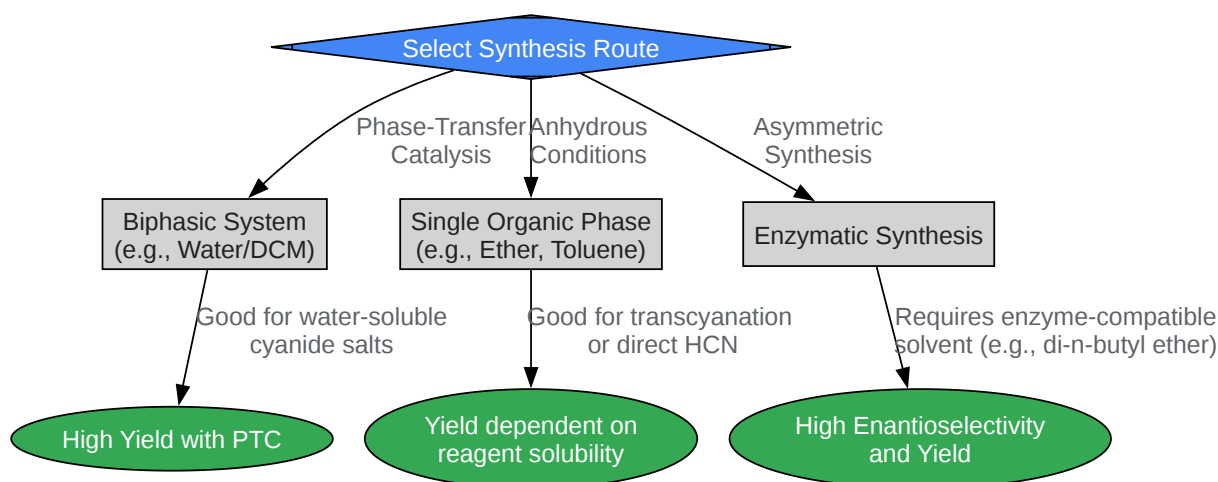 Select Synthesis Route
Phase-Transfer
Catalysis
Anhydrous
Conditions
Asymmetric
Synthesis
Biphasic System
(e.g., Water/DCM)
Single Organic Phase
(e.g., Ether, Toluene)
Enzymatic Synthesis
Good for water-soluble
cyanide salts
Good for transcyanation
or direct HCN
Requires enzyme-compatible
solvent (e.g., di-n-butyl ether)
High Yield with PTC
Yield dependent on
reagent solubility
High Enantioselectivity
and Yield